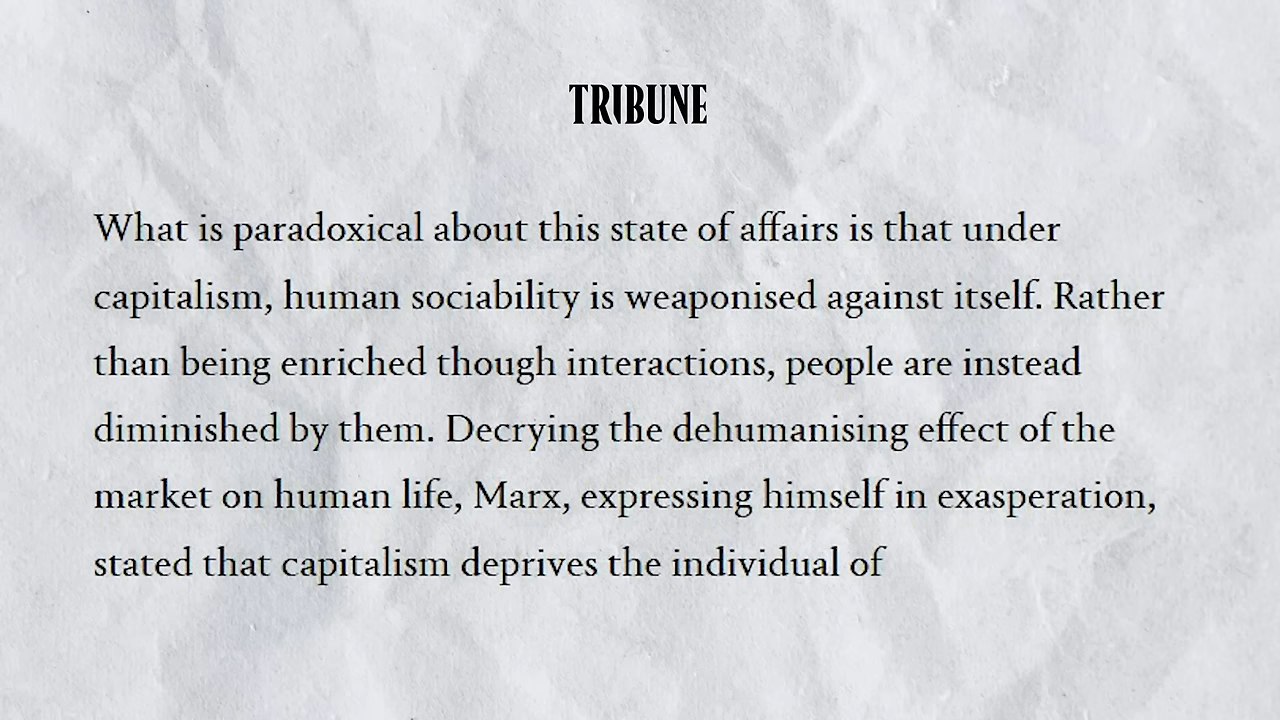 TRIBUNE
What is paradoxical about this state of affairs is that under
capitalism, human sociability is weaponised against itself. Rather
than being enriched though interactions, people are instead
diminished by them. Decrying the dehumanising effect of the
market on human life, Marx, expressing himself in exasperation,
stated that capitalism deprives the individual of